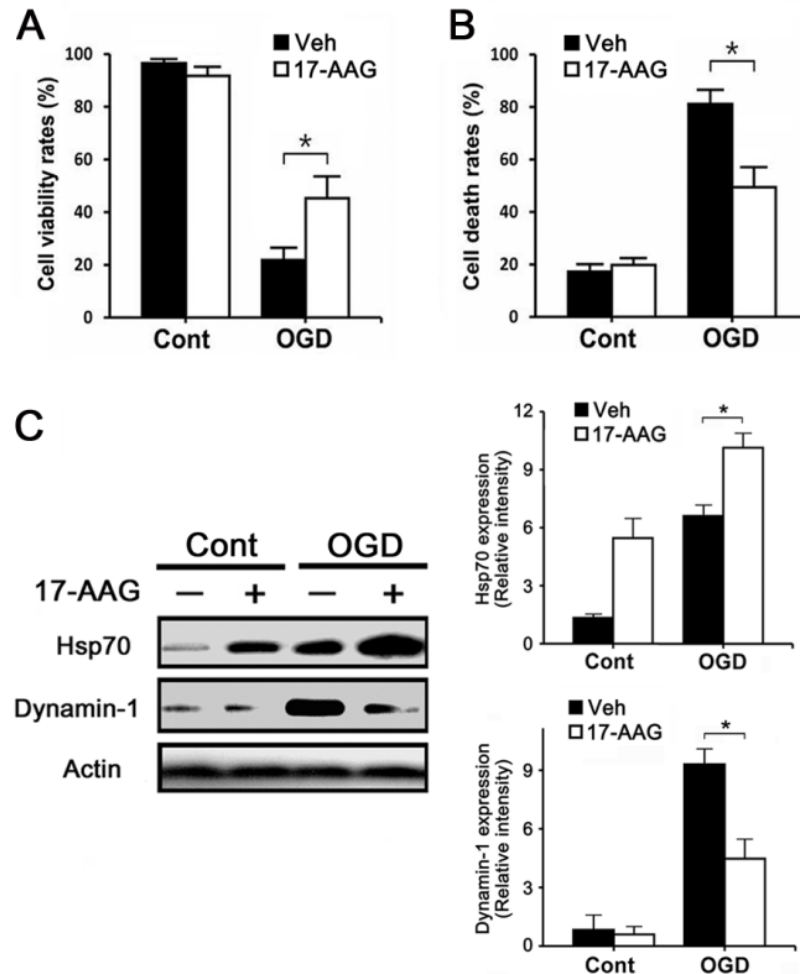 A
Veh
17-AAG
Cell viability rates (%)
100
80
60
40
20
0
*
Cont
OGD
B
Veh
17-AAG
Cell death rates (%)
100
80
60
40
20
0
*
Cont
OGD
C
Cont
OGD
17-AAG — + — +
Hsp70
Dynamin-1
Actin
Veh
17-AAG
Hsp70 expression
(Relative intensity)
12
9
6
3
0
*
Cont
OGD
Veh
17-AAG
Dynamin-1 expression
(Relative intensity)
9
6
3
0
*
Cont
OGD